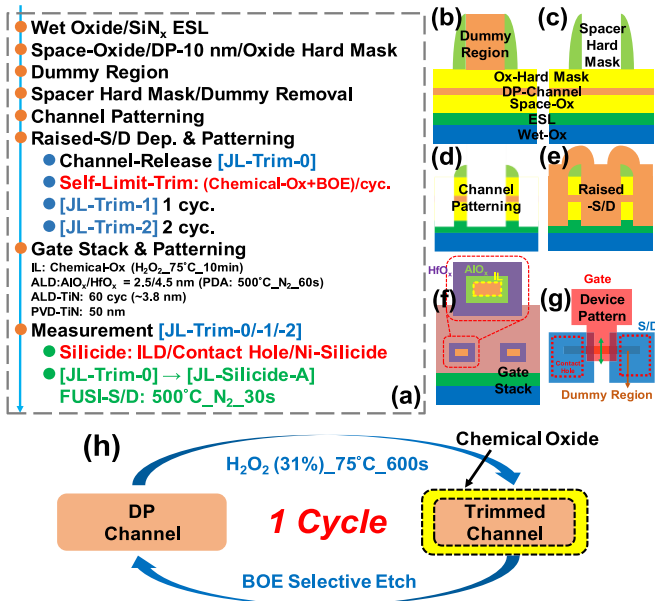 Wet Oxide/SiNx ESL
Space-Oxide/DP-10 nm/Oxide Hard Mask
Dummy Region
Spacer Hard Mask/Dummy Removal
Channel Patterning
Raised-S/D Dep. & Patterning
Channel-Release [JL-Trim-0]
Self-Limit-Trim: (Chemical-Ox+BOE)/cyc.
[JL-Trim-1] 1 cyc.
[JL-Trim-2] 2 cyc.
Gate Stack & Patterning
IL: Chemical-Ox (H2O2_75˚C_10min)
ALD:AlOx/HfOx = 2.5/4.5 nm (PDA: 500˚C_N2_60s)
ALD-TiN: 60 cyc (~3.8 nm)
PVD-TiN: 50 nm
Measurement [JL-Trim-0/-1/-2]
Silicide: ILD/Contact Hole/Ni-Silicide
[JL-Trim-0] → [JL-Silicide-A]
FUSI-S/D: 500˚C_N2_30s
(a)
(b)
Dummy
Region
(c)
Spacer
Hard
Mask
Ox-Hard Mask
DP-Channel
Space-Ox
ESL
Wet-Ox
(d)
Channel
Patterning
(e)
Raised
-S/D
HfOx
AlOx
IL
(f)
Gate
Stack
Gate
(g)
Device
Pattern
S/D
Contact
Hole
Dummy Region
(h)
Chemical Oxide
H2O2 (31%)_75˚C_600s
DP
Channel
1 Cycle
Trimmed
Channel
BOE Selective Etch